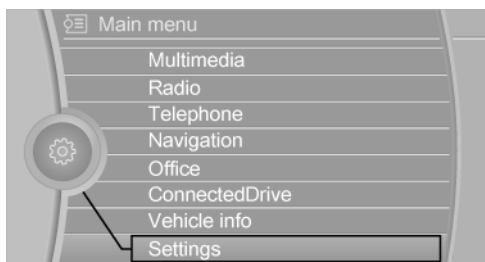 Main menu
Multimedia
Radio
Telephone
Navigation
Office
ConnectedDrive
Vehicle info
Settings